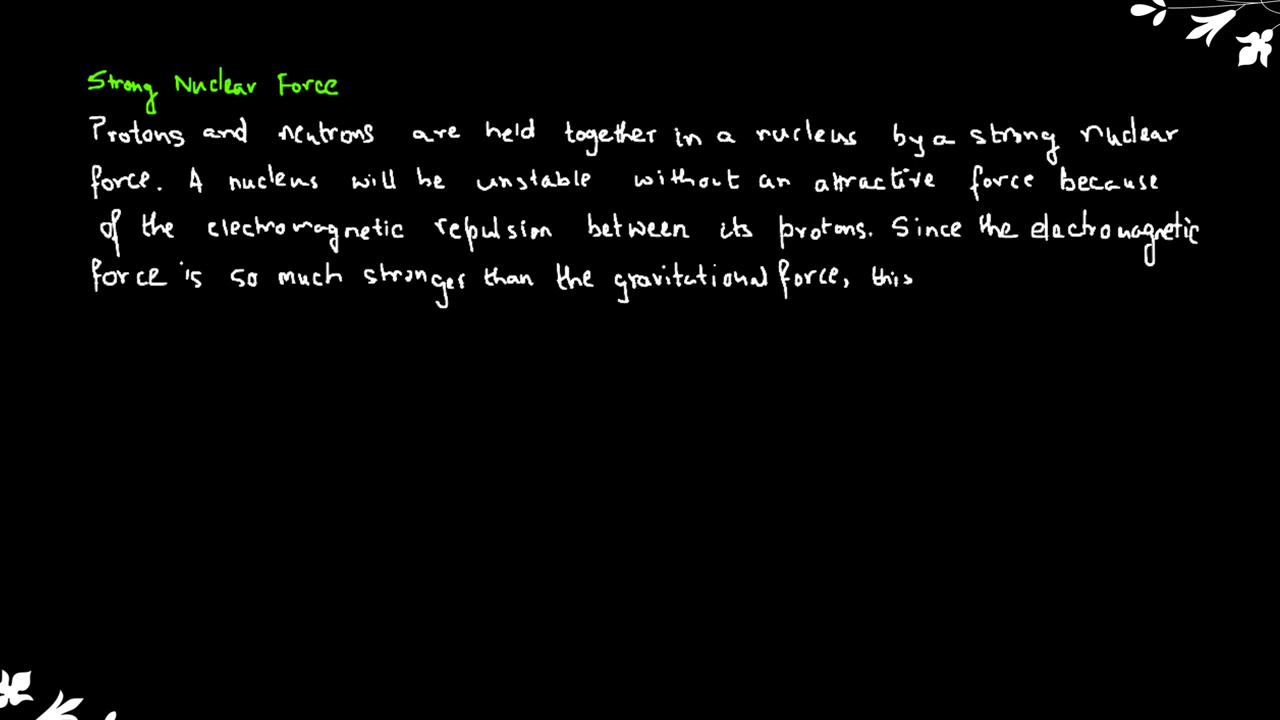 Strong Nuclear Force
Protons and neutrons are held together in a nucleus by a strong nuclear
force. A nucleus will be unstable without an attractive force because
of the electromagnetic repulsion between its protons. Since the electromagnetic
force is so much stronger than the gravitational force, this